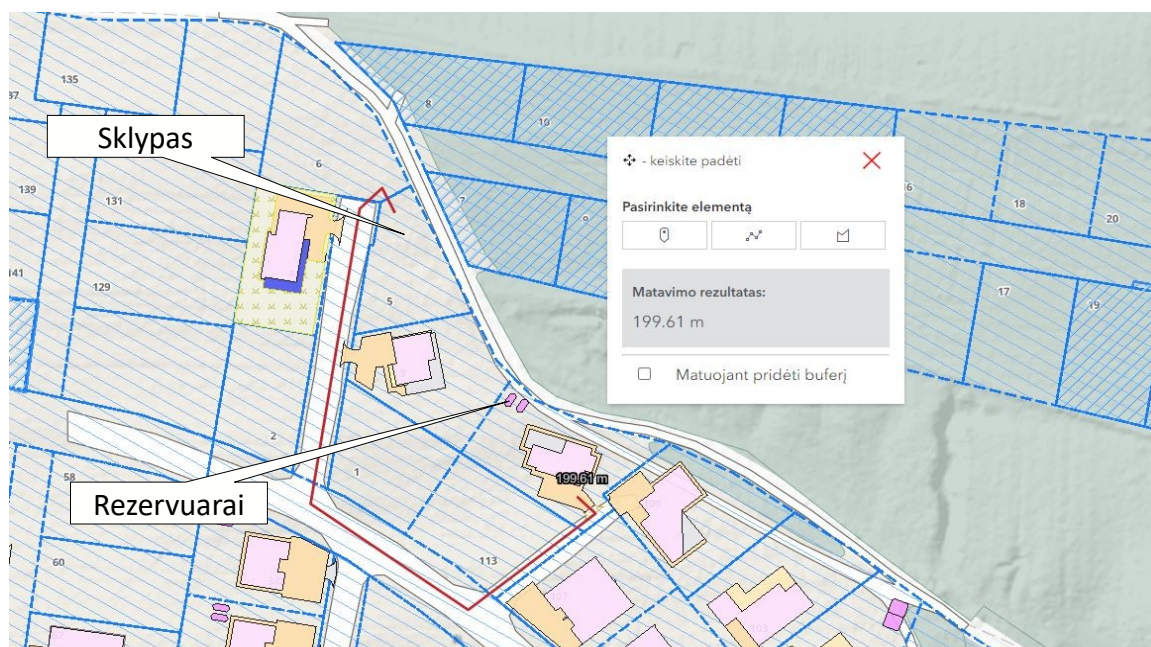 135
37
8
10
Sklypas
6
139
131
7
9
- keiskite padėti
Pasirinkite elementą
Matavimo rezultatas:
199.61 m
Matuojant pridėti buferį
16
18
20
141
129
5
17
19
2
1
199.61 m
58
Rezervuarai
60
113